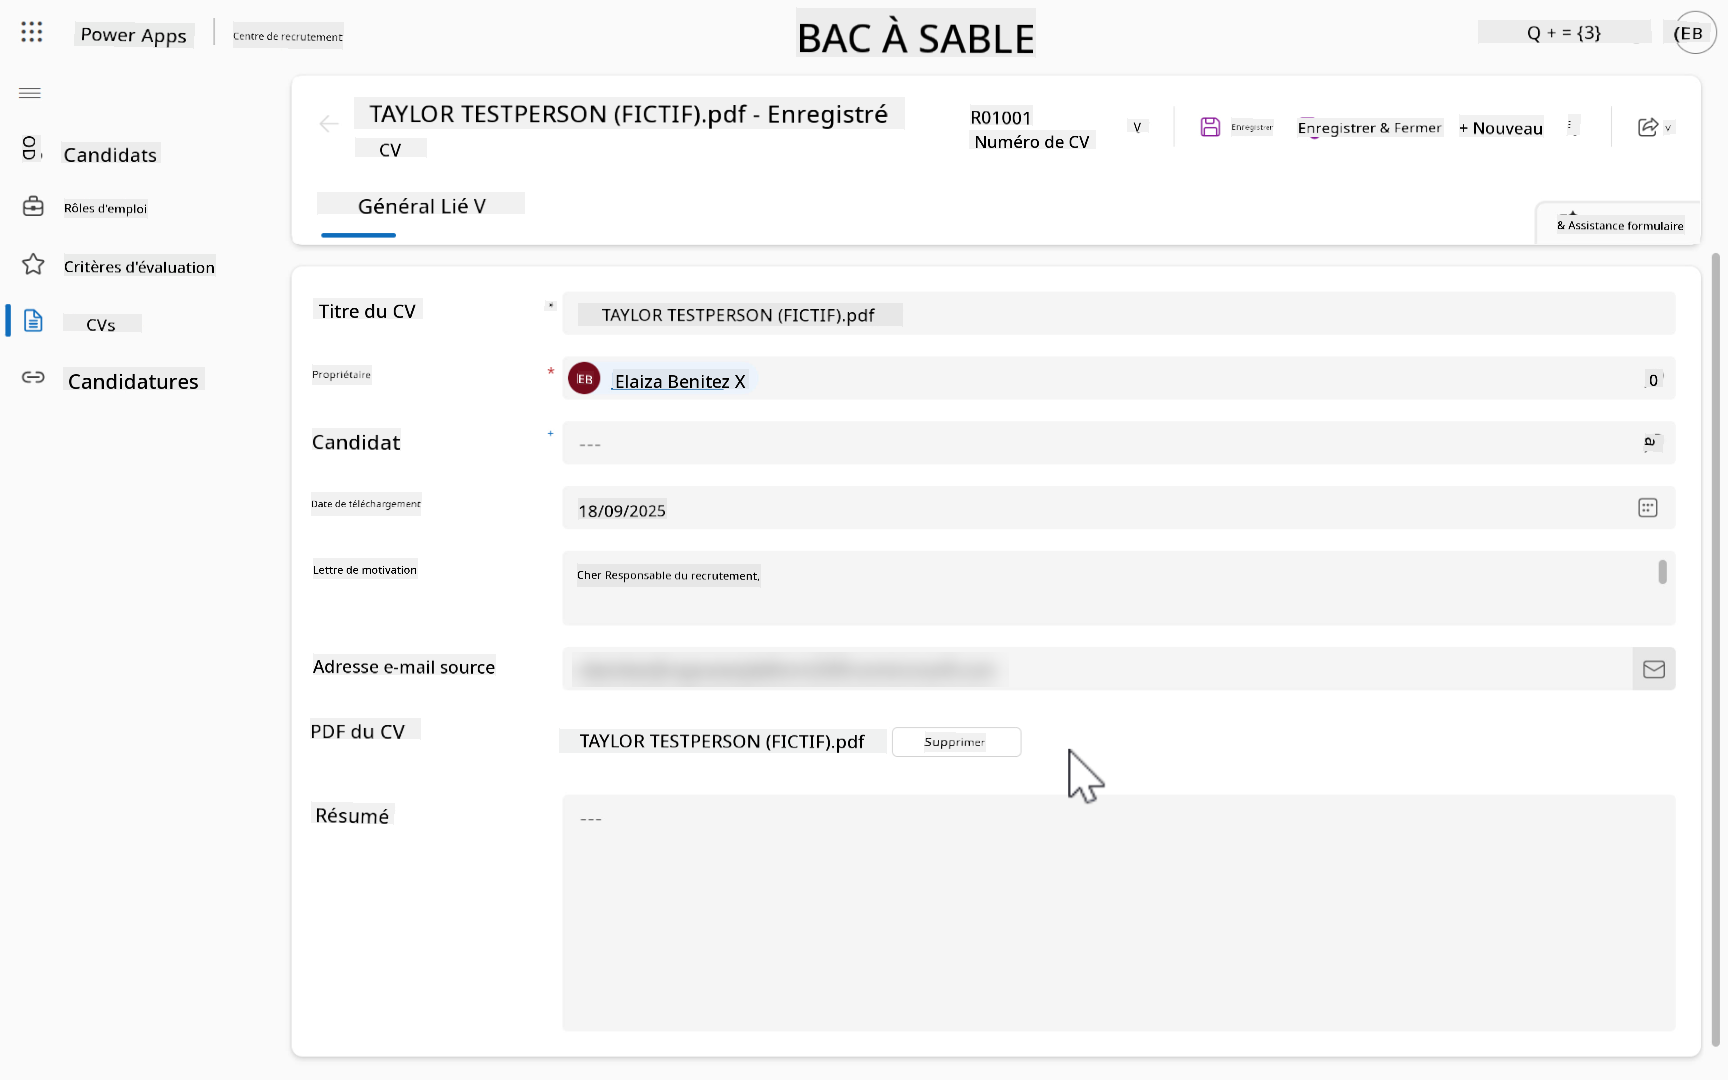 Power Apps
Centre de recrutement
BAC À SABLE
Q + = {3}
(EB
TAYLOR TESTPERSON (FICTIF).pdf - Enregistré
CV
R01001
Numéro de CV
V
Enregistrer
Enregistrer & Fermer
+ Nouveau
v
Général Lié V
& Assistance formulaire
Candidats
Rôles d'emploi
Critères d'évaluation
CVs
Candidatures
Titre du CV
*
TAYLOR TESTPERSON (FICTIF).pdf
Propriétaire
*
EB
Elaiza Benitez X
0
Candidat
+
---
Date de téléchargement
18/09/2025
Lettre de motivation
Cher Responsable du recrutement,
Adresse e-mail source
PDF du CV
TAYLOR TESTPERSON (FICTIF).pdf
Supprimer
Résumé
---